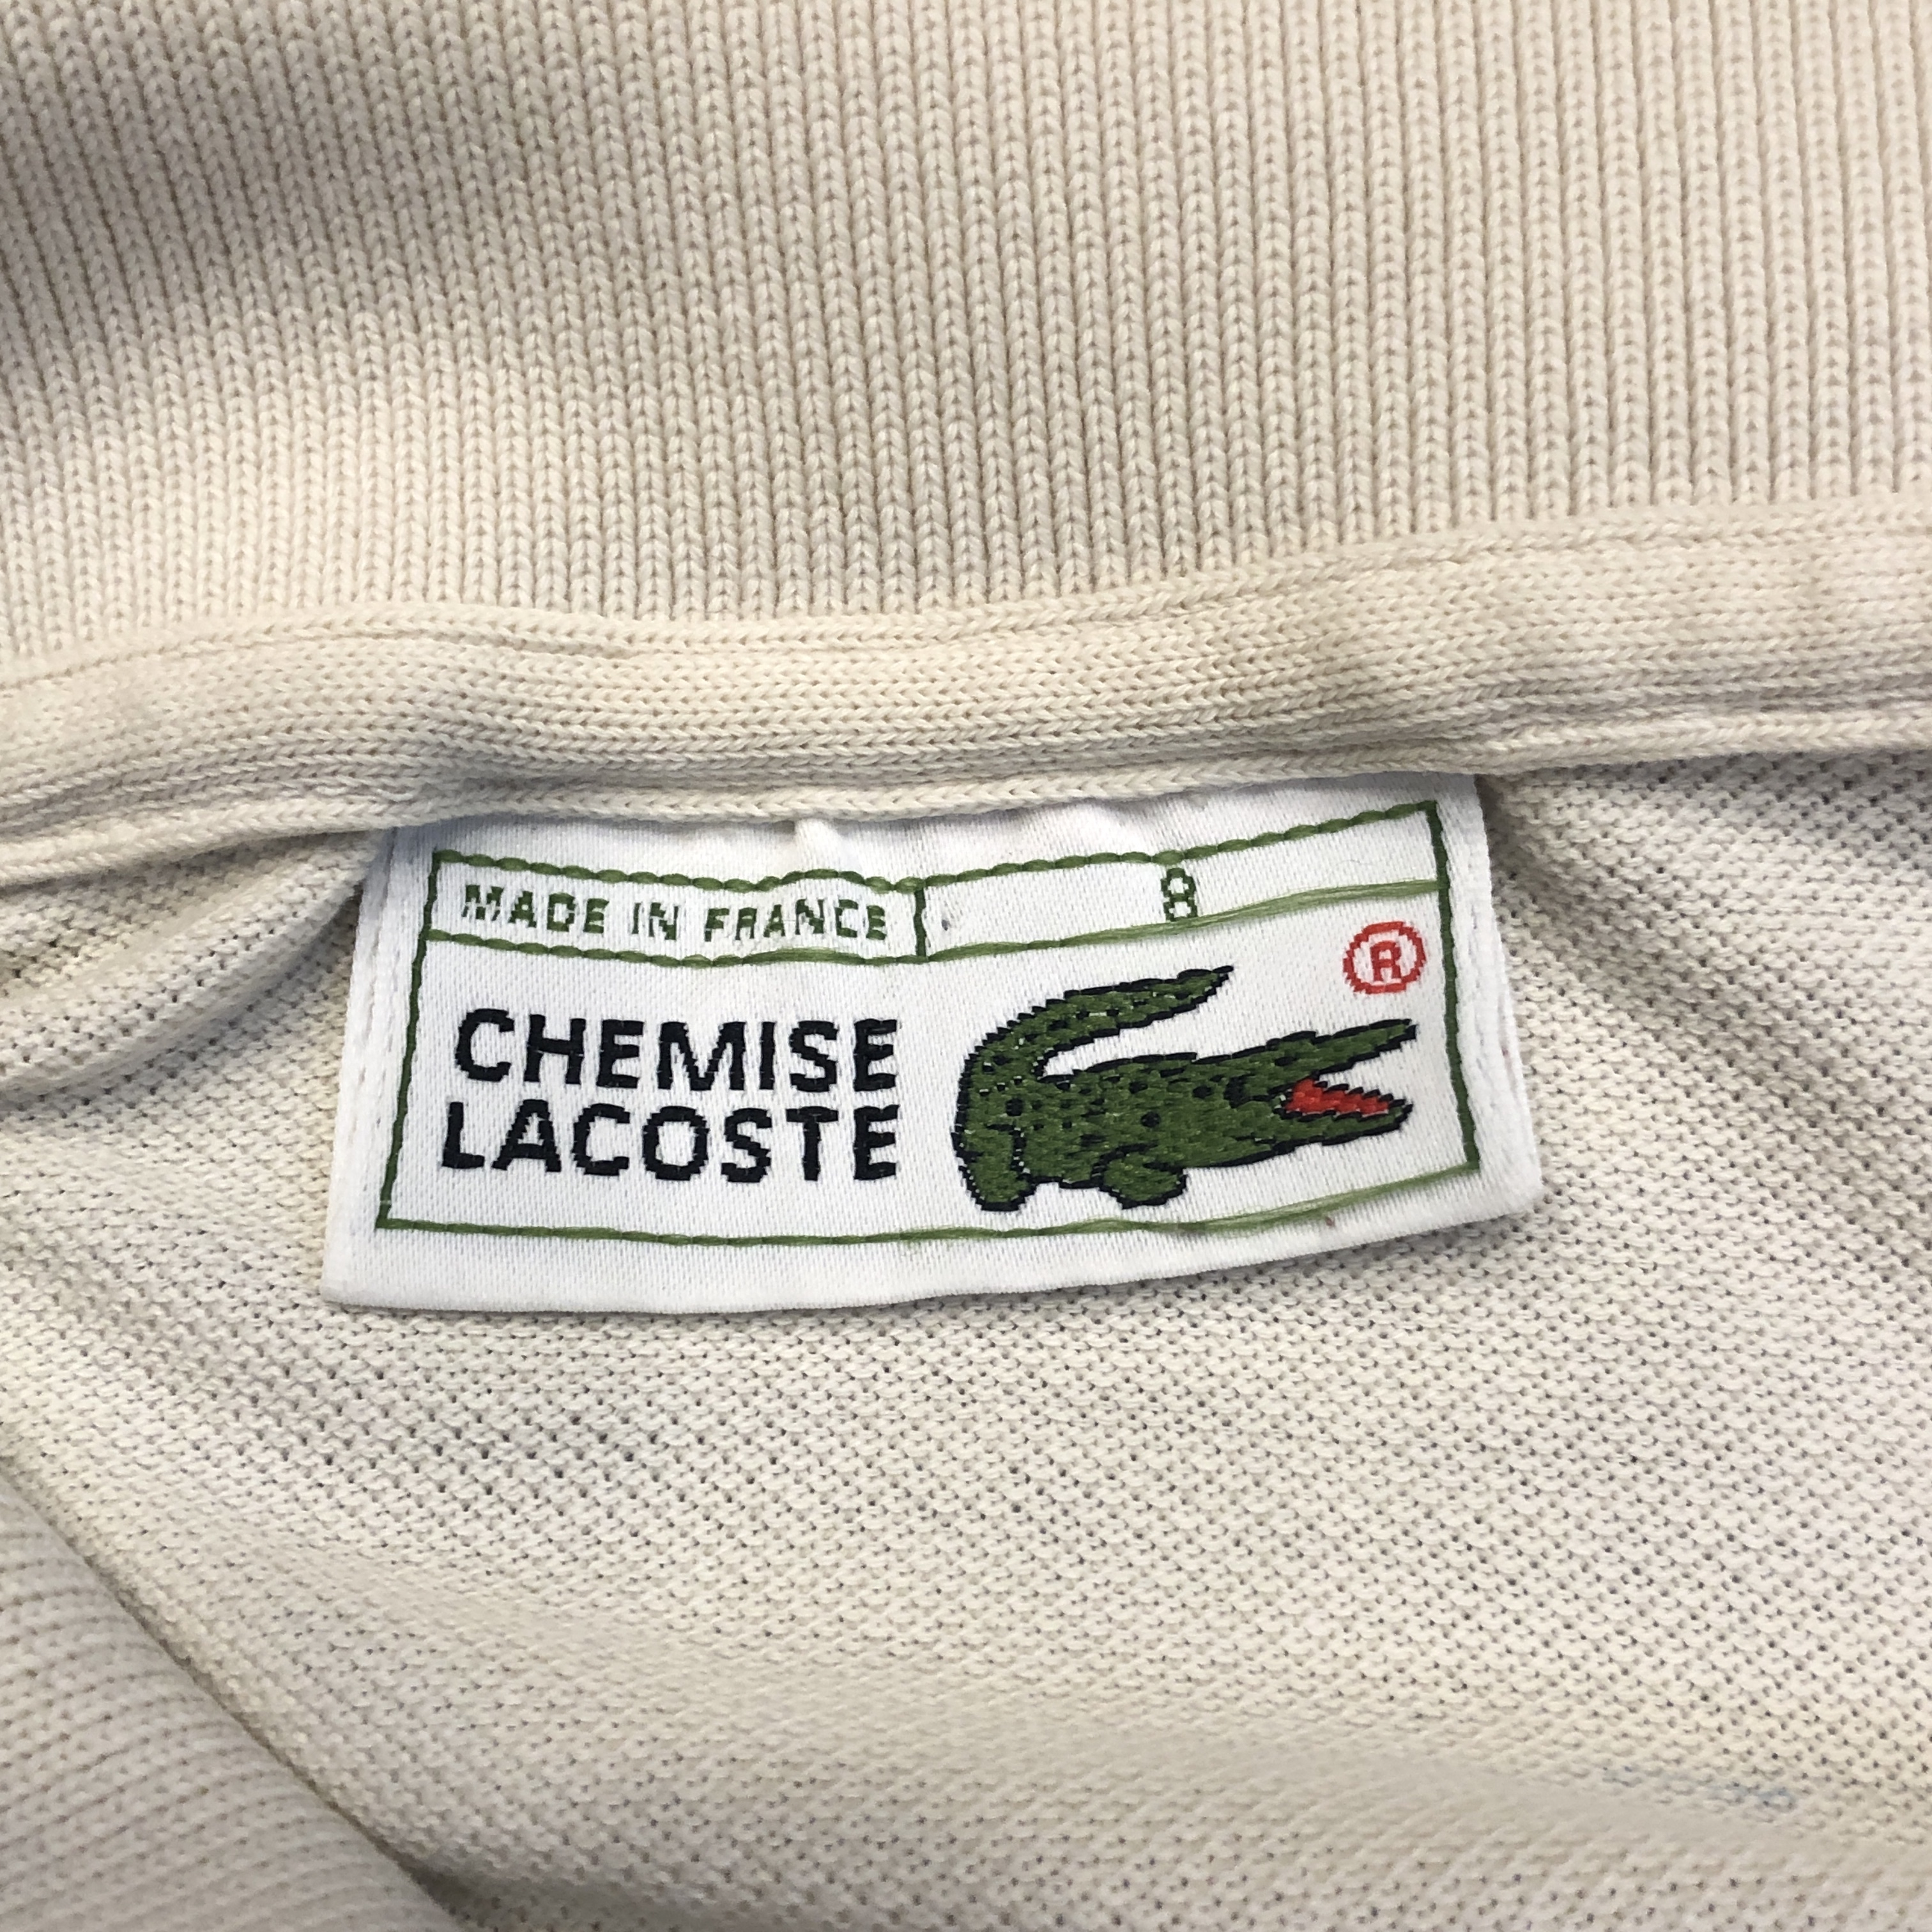 MADE IN FRANCE 8
®
CHEMISE
LACOSTE